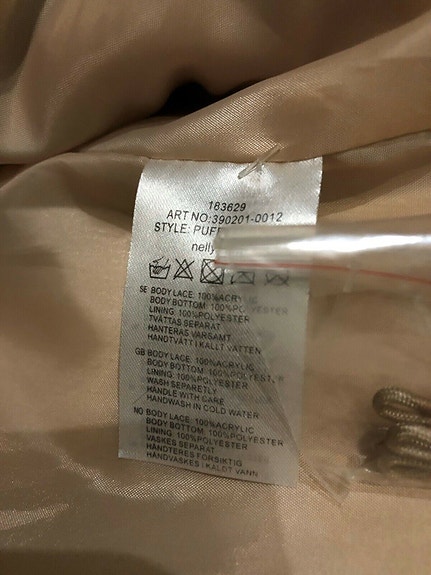 183629
ART NO:390201-0012
STYLE: PUFF
nelly
SE BODY LACE: 100%ACRYLIC
BODY BOTTOM: 100%POLYESTER
LINING: 100%POLYESTER
TVÄTTAS SEPARAT
HANTERAS VARSAMT
HANDTVÄTT I KALLT VATTEN
GB BODY LACE: 100%ACRYLIC
BODY BOTTOM: 100%POLYESTER
LINING: 100%POLYESTER
WASH SEPARETLY
HANDLE WITH CARE
HANDWASH IN COLD WATER
NO BODY LACE: 100%ACRYLIC
BODY BOTTOM: 100%POLYESTER
LINING: 100%POLYESTER
VASKES SEPARAT
HÅNDTERES FORSIKTIG
HÅNDVASKES I KALDT VANN